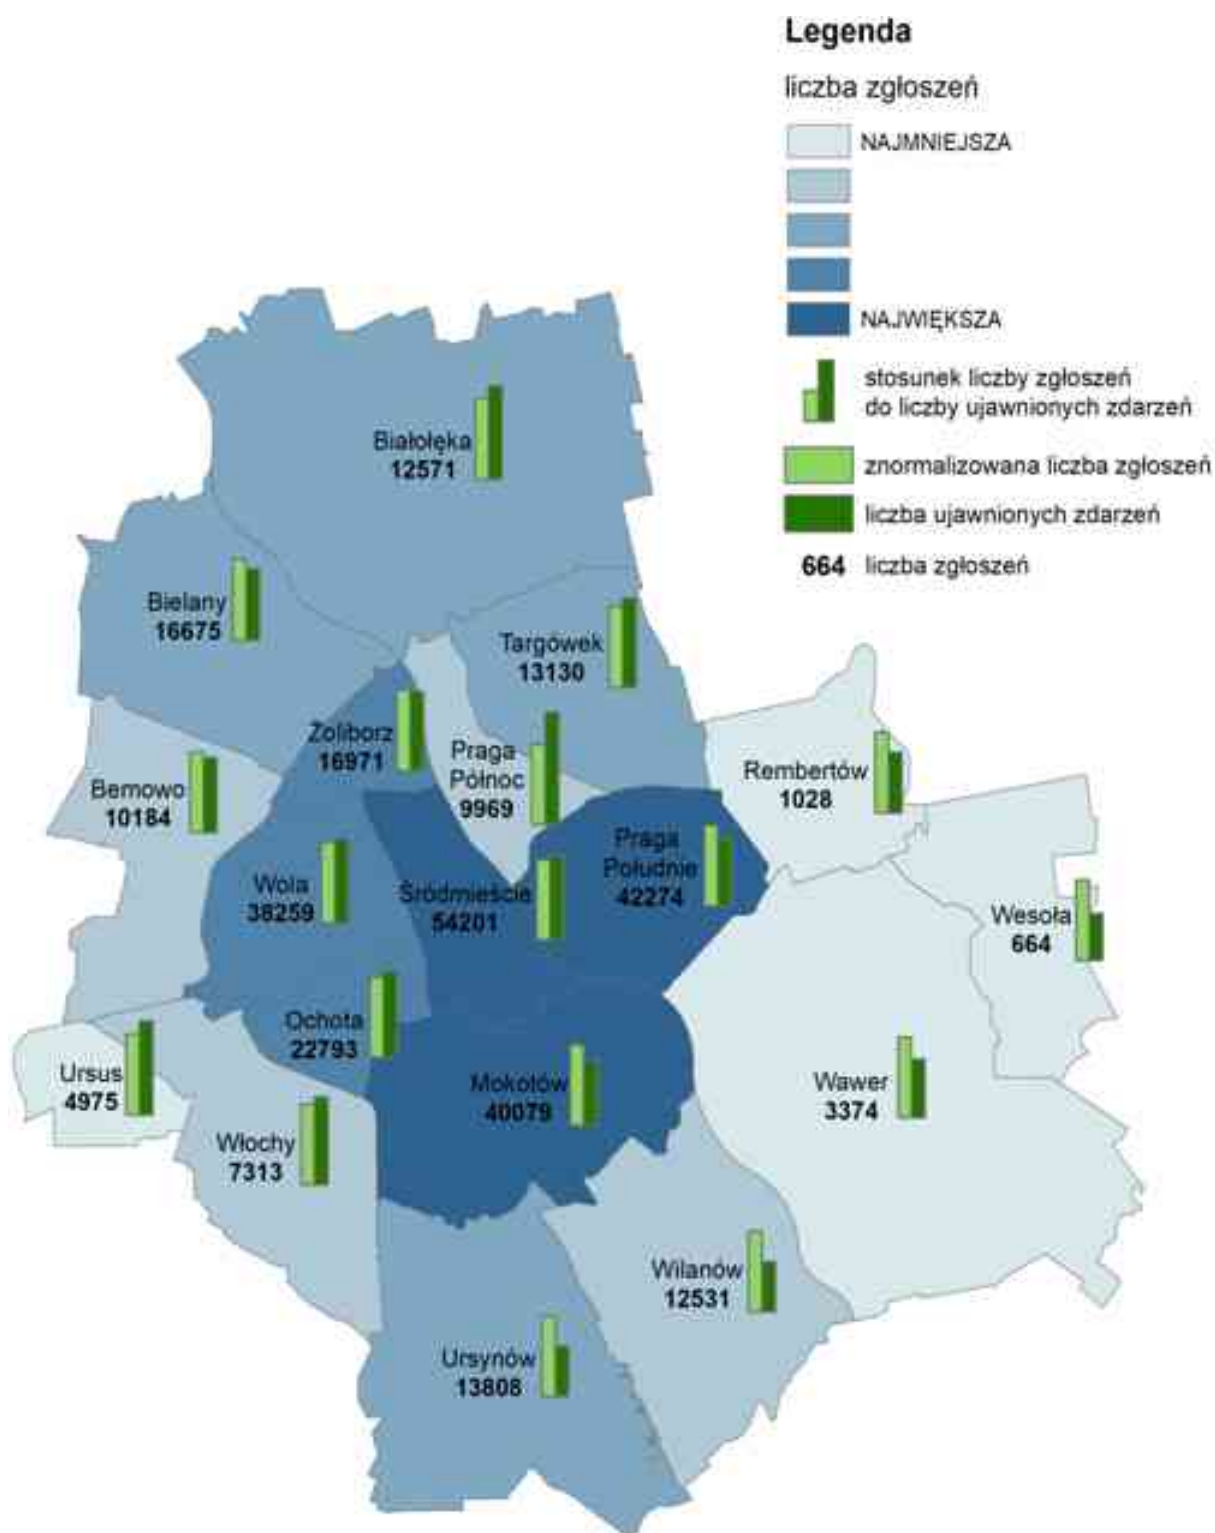 Legenda
liczba zgłoszeń
NAJMNIEJSZA
NAJWIĘKSZA
stosunek liczby zgłoszeń
do liczby ujawnionych zdarzeń
znormalizowana liczba zgłoszeń
liczba ujawnionych zdarzeń
664 liczba zgłoszeń
Białołęka
12571
Bielany
16675
Targówek
13130
Żoliborz
16971
Praga
Północ
9969
Rembertów
1028
Bemowo
10184
Praga
Południe
42274
Wola
38259
Śródmieście
54201
Wesoła
664
Ochota
22793
Ursus
4975
Mokotów
40079
Wawer
3374
Włochy
7313
Wilanów
12531
Ursynów
13808